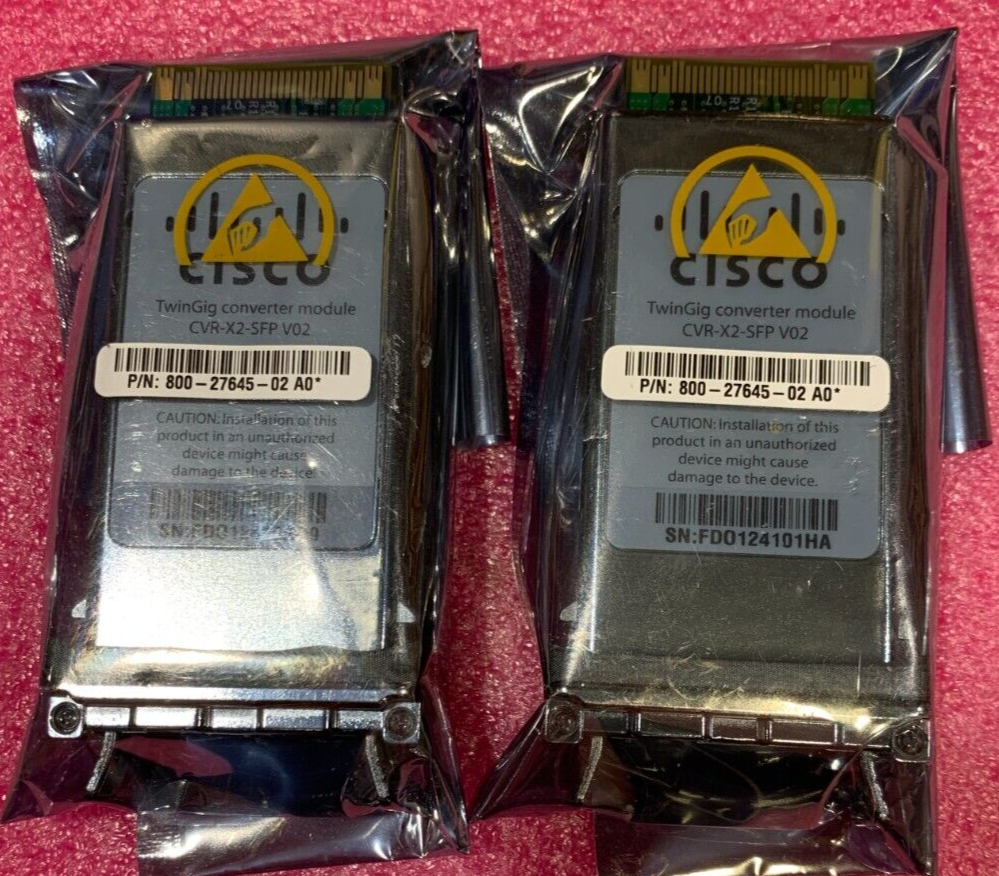 CISCO
TwinGig converter module
CVR-X2-SFP V02
P/N: 800-27645-02 A0*
CAUTION: Installation of this
product in an unauthorized
device might cause
damage to the device.
CISCO
TwinGig converter module
CVR-X2-SFP V02
P/N: 800-27645-02 A0*
CAUTION: Installation of this
product in an unauthorized
device might cause
damage to the device.
SN:FDO124101HA